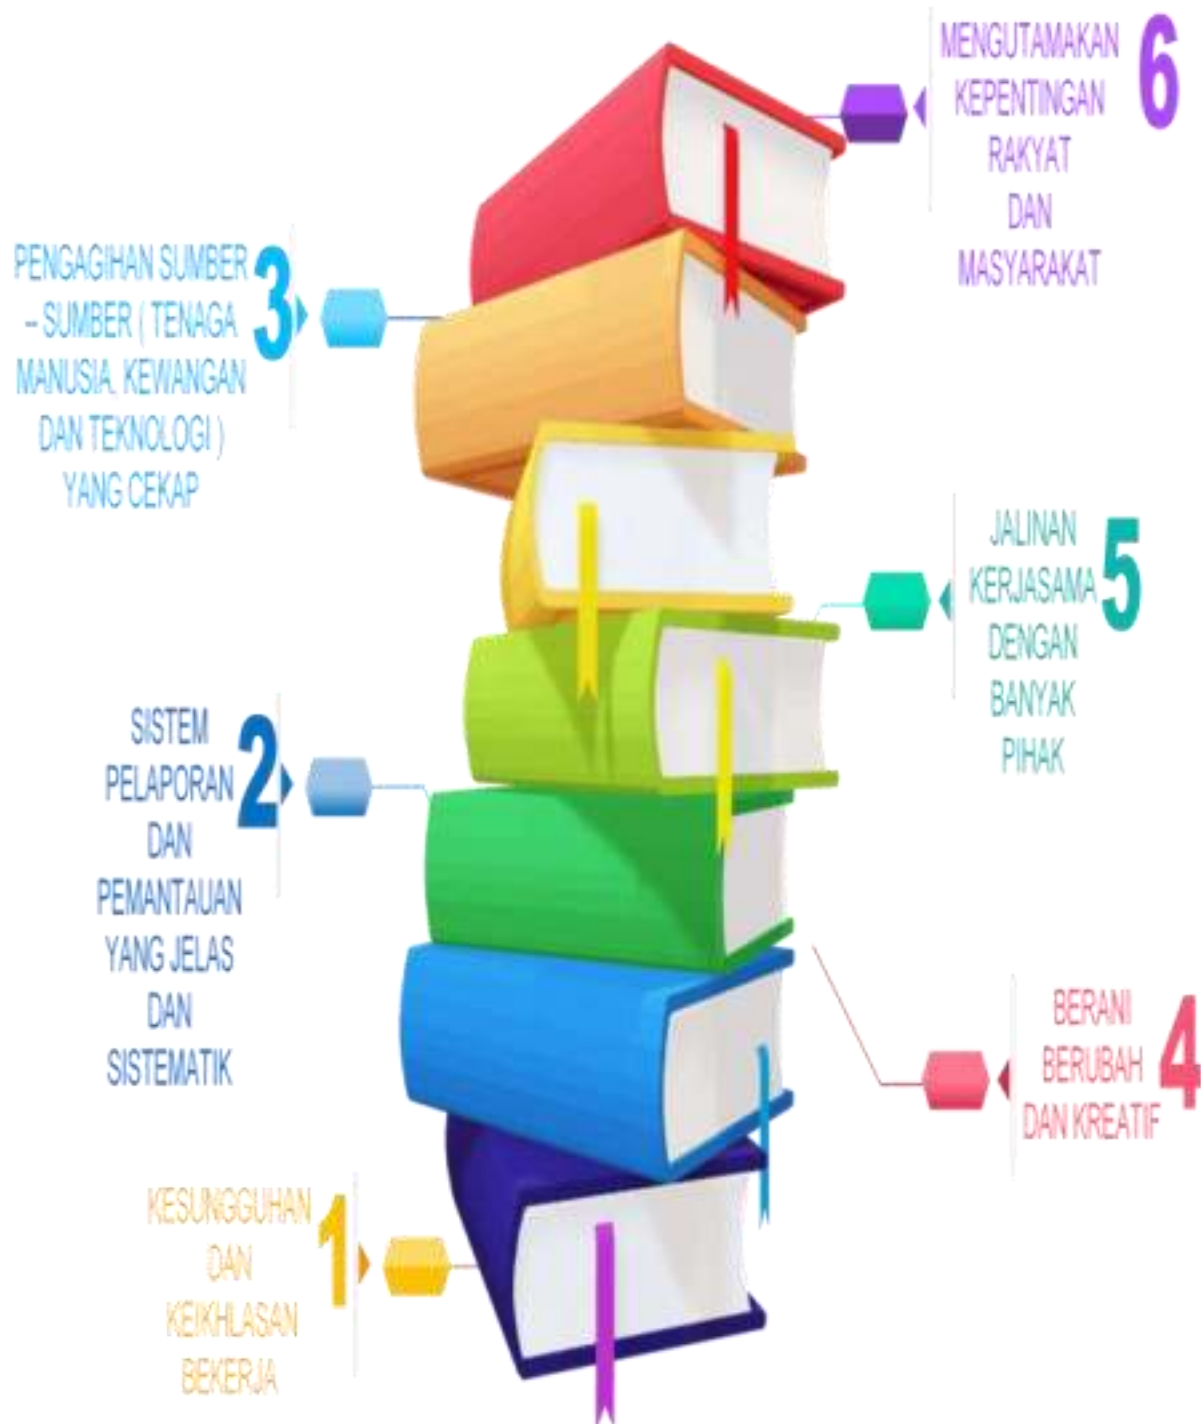 1
KESUNGGUHAN
DAN
KEIKHLASAN
BEKERJA
2
SISTEM
PELAPORAN
DAN
PEMANTAUAN
YANG JELAS
DAN
SISTEMATIK
3
PENGAGIHAN SUMBER
– SUMBER ( TENAGA
MANUSIA, KEWANGAN
DAN TEKNOLOGI )
YANG CEKAP
4
BERANI
BERUBAH
DAN KREATIF
5
JALINAN
KERJASAMA
DENGAN
BANYAK
PIHAK
6
MENGUTAMAKAN
KEPENTINGAN
RAKYAT
DAN
MASYARAKAT